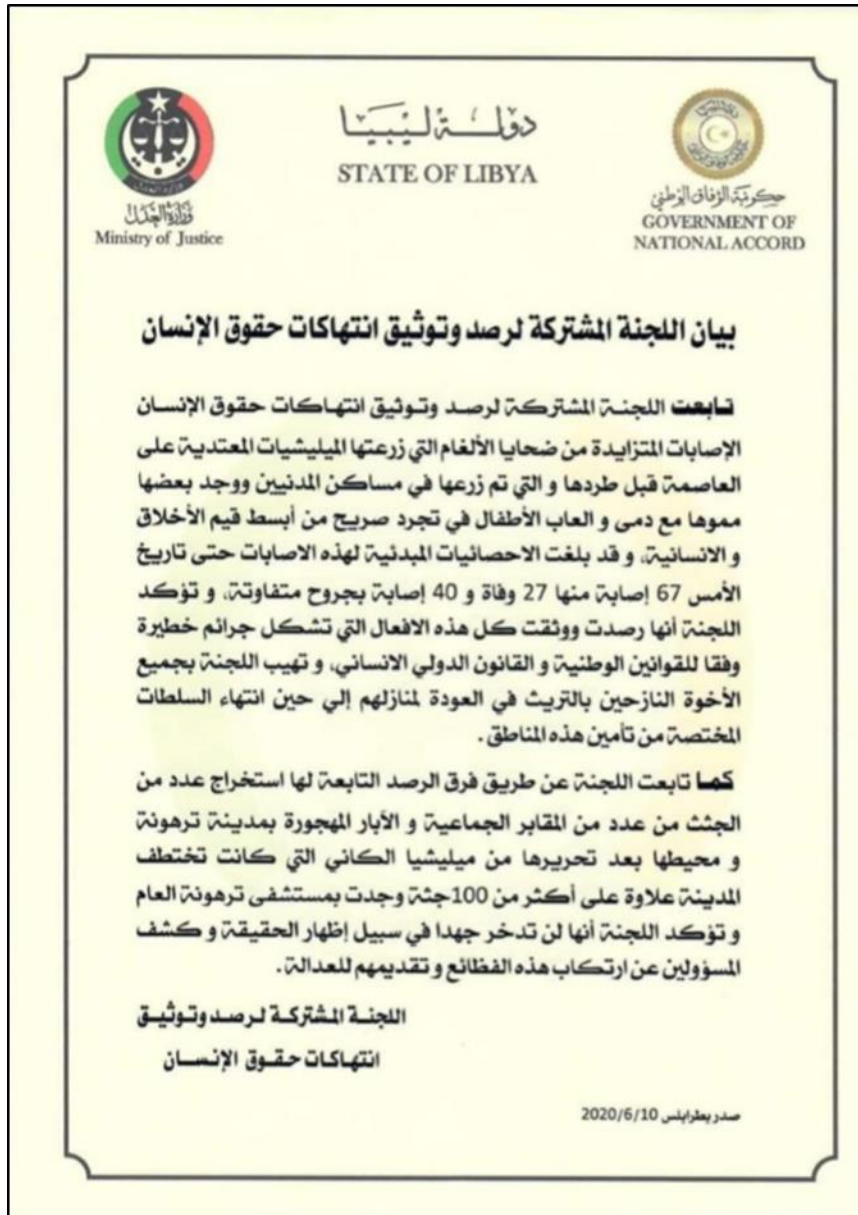 دولة ليبيا
STATE OF LIBYA
وزارة العدل
Ministry of Justice
حكومة الوفاق الوطني
GOVERNMENT OF
NATIONAL ACCORD
بيان اللجنة المشتركة لرصد وتوثيق انتهاكات حقوق الإنسان
تابعت اللجنة المشتركة لرصد وتوثيق انتهاكات حقوق الإنسان
الإصابات المتزايدة من ضحايا الألغام التي زرعتها الميليشيات المعتدية على
العاصمة قبل طردها و التي تم زرعها في مساكن المدنيين ووجد بعضها
مموها مع دمى و العاب الأطفال في تجرد صريح من أبسط قيم الأخلاق
و الانسانية، و قد بلغت الاحصائيات المبدئية لهذه الاصابات حتى تاريخ
الأمس 67 إصابة منها 27 وفاة و 40 إصابة بجروح متفاوتة، و تؤكد
اللجنة أنها رصدت ووثقت كل هذه الافعال التي تشكل جرائم خطيرة
وفقا للقوانين الوطنية و القانون الدولي الانساني، و تهيب اللجنة بجميع
الأخوة النازحين بالتريث في العودة لمنازلهم إلي حين انتهاء السلطات
المختصة من تأمين هذه المناطق.
كما تابعت اللجنة عن طريق فرق الرصد التابعة لها استخراج عدد من
الجثث من عدد من المقابر الجماعية و الآبار المهجورة بمدينة ترهونة
و محيطها بعد تحريرها من ميليشيا الكاني التي كانت تختطف
المدينة علاوة على أكثر من 100جثة وجدت بمستشفى ترهونة العام
و تؤكد اللجنة أنها لن تدخر جهدا في سبيل إظهار الحقيقة و كشف
المسؤولين عن ارتكاب هذه الفظائع و تقديمهم للعدالة.
اللجنة المشتركة لرصد وتوثيق
انتهاكات حقوق الإنسان
صدر بطرابلس 2020/6/10